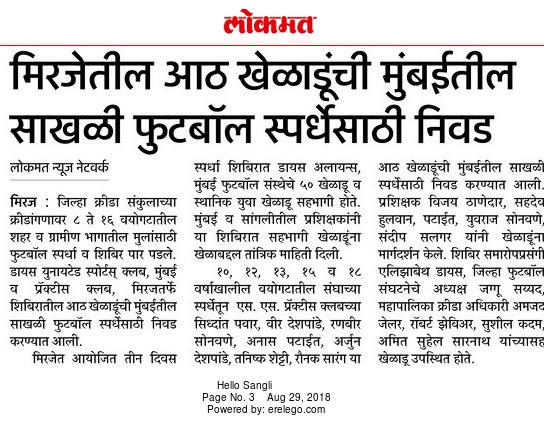 लोकमत
मिरजेतील आठ खेळाडूंची मुंबईतील
साखळी फुटबॉल स्पर्धेसाठी निवड
लोकमत न्यूज नेटवर्क
मिरज : जिल्हा क्रीडा संकुलाच्या
क्रीडांगणावर ८ ते १६ वयोगटातील
शहर व ग्रामीण भागातील मुलांसाठी
फुटबॉल स्पर्धा व शिबिर पार पडले.
डायस युनायटेड स्पोर्टस् क्लब, मुंबई
व प्रॅक्टीस क्लब, मिरजतर्फे
शिबिरातील आठ खेळाडूंची मुंबईतील
साखळी फुटबॉल स्पर्धेसाठी निवड
करण्यात आली.
मिरजेत आयोजित तीन दिवस
स्पर्धा शिबिरात डायस अलायन्स,
मुंबई फुटबॉल संस्थेचे ५० खेळाडू व
स्थानिक युवा खेळाडू सहभागी होते.
मुंबई व सांगलीतील प्रशिक्षकांनी
या शिबिरात सहभागी खेळाडूंना
खेळाबद्दल तांत्रिक माहिती दिली.
१०, १२, १३, १५ व १८
वर्षाखालील वयोगटातील संघाच्या
स्पर्धेतून एस. एस. प्रॅक्टीस क्लबच्या
सिध्दांत पवार, वीर देशपांडे, रणबीर
सोनवणे, अनास पटाईत, अर्जुन
देशपांडे, तनिष्क शेट्टी, रौनक सारंग या
आठ खेळाडूंची मुंबईतील साखळी
स्पर्धेसाठी निवड करण्यात आली.
प्रशिक्षक विजय ठाणेदार, सहदेव
हुलवान, पटाईत, युवराज सोनवणे,
संदीप सलगर यांनी खेळाडूंना
मार्गदर्शन केले. शिबिर समारोपप्रसंगी
एलिझाबेथ डायस, जिल्हा फुटबॉल
संघटनेचे अध्यक्ष जग्गू सय्यद,
महापालिका क्रीडा अधिकारी अमजद
जेलर, रॉबर्ट झेविअर, सुशील कदम,
अमित सुहेल सारनाथ यांच्यासह
खेळाडू उपस्थित होते.
Hello Sangli
Page No. 3 Aug 29, 2018
Powered by: erelego.com